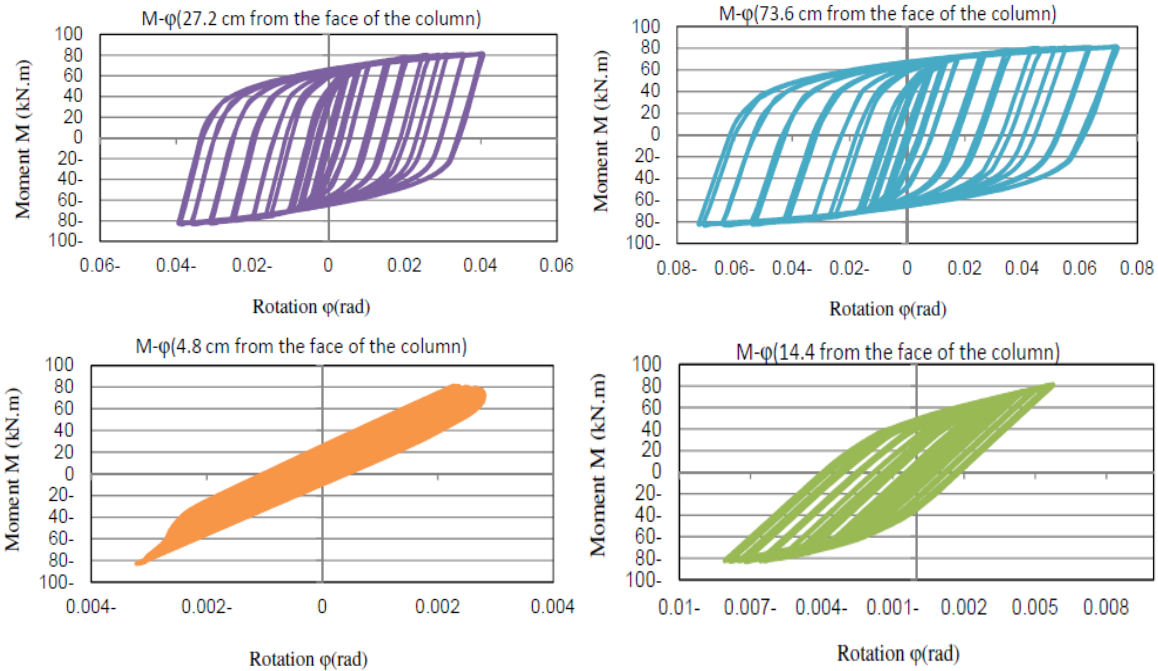 M-φ(27.2 cm from the face of the column)
100
80
60
40
20
0
20-
40-
60-
80-
100-
0.06- 0.04- 0.02- 0 0.02 0.04 0.06
Moment M (kN.m)
Rotation φ(rad)
M-φ(73.6 cm from the face of the column)
100
80
60
40
20
0
20-
40-
60-
80-
100-
0.08- 0.06- 0.04- 0.02- 0 0.02 0.04 0.06 0.08
Moment M (kN.m)
Rotation φ(rad)
M-φ(4.8 cm from the face of the column)
100
80
60
40
20
0
20-
40-
60-
80-
100-
0.004- 0.002- 0 0.002 0.004
Moment M (kN.m)
Rotation φ(rad)
M-φ(14.4 from the face of the column)
100
80
60
40
20
0
20-
40-
60-
80-
100-
0.01- 0.007- 0.004- 0.001- 0.002 0.005 0.008
Moment M (kN.m)
Rotation φ(rad)